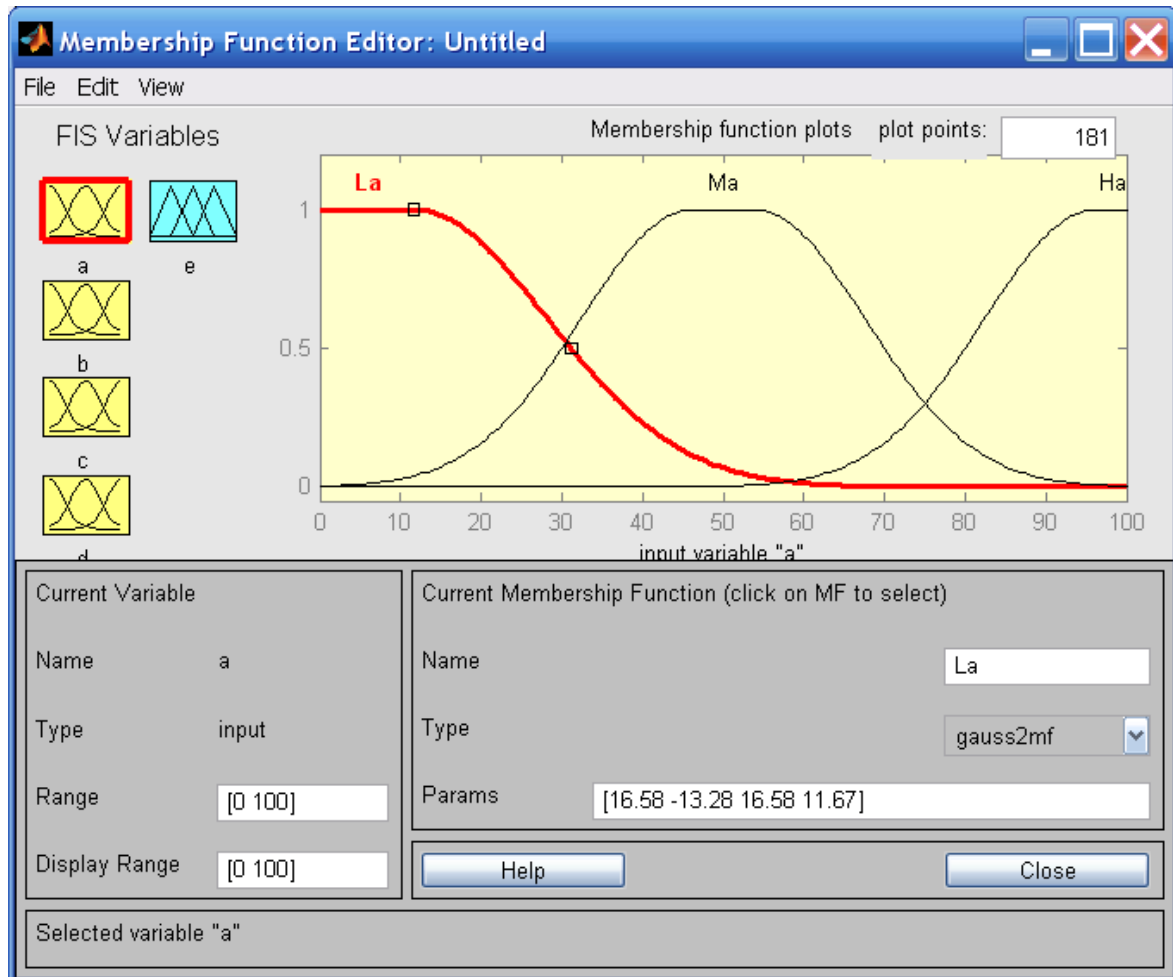 Membership Function Editor: Untitled
File Edit View
FIS Variables
Membership function plots plot points: 181
La Ma Ha
1
a e
0.5
b
c
0
0 10 20 30 40 50 60 70 80 90 100
d
input variable "a"
Current Variable
Name a
Type input
Range [0 100]
Display Range [0 100]
Current Membership Function (click on MF to select)
Name La
Type gauss2mf
Params [16.58 -13.28 16.58 11.67]
Help Close
Selected variable "a"